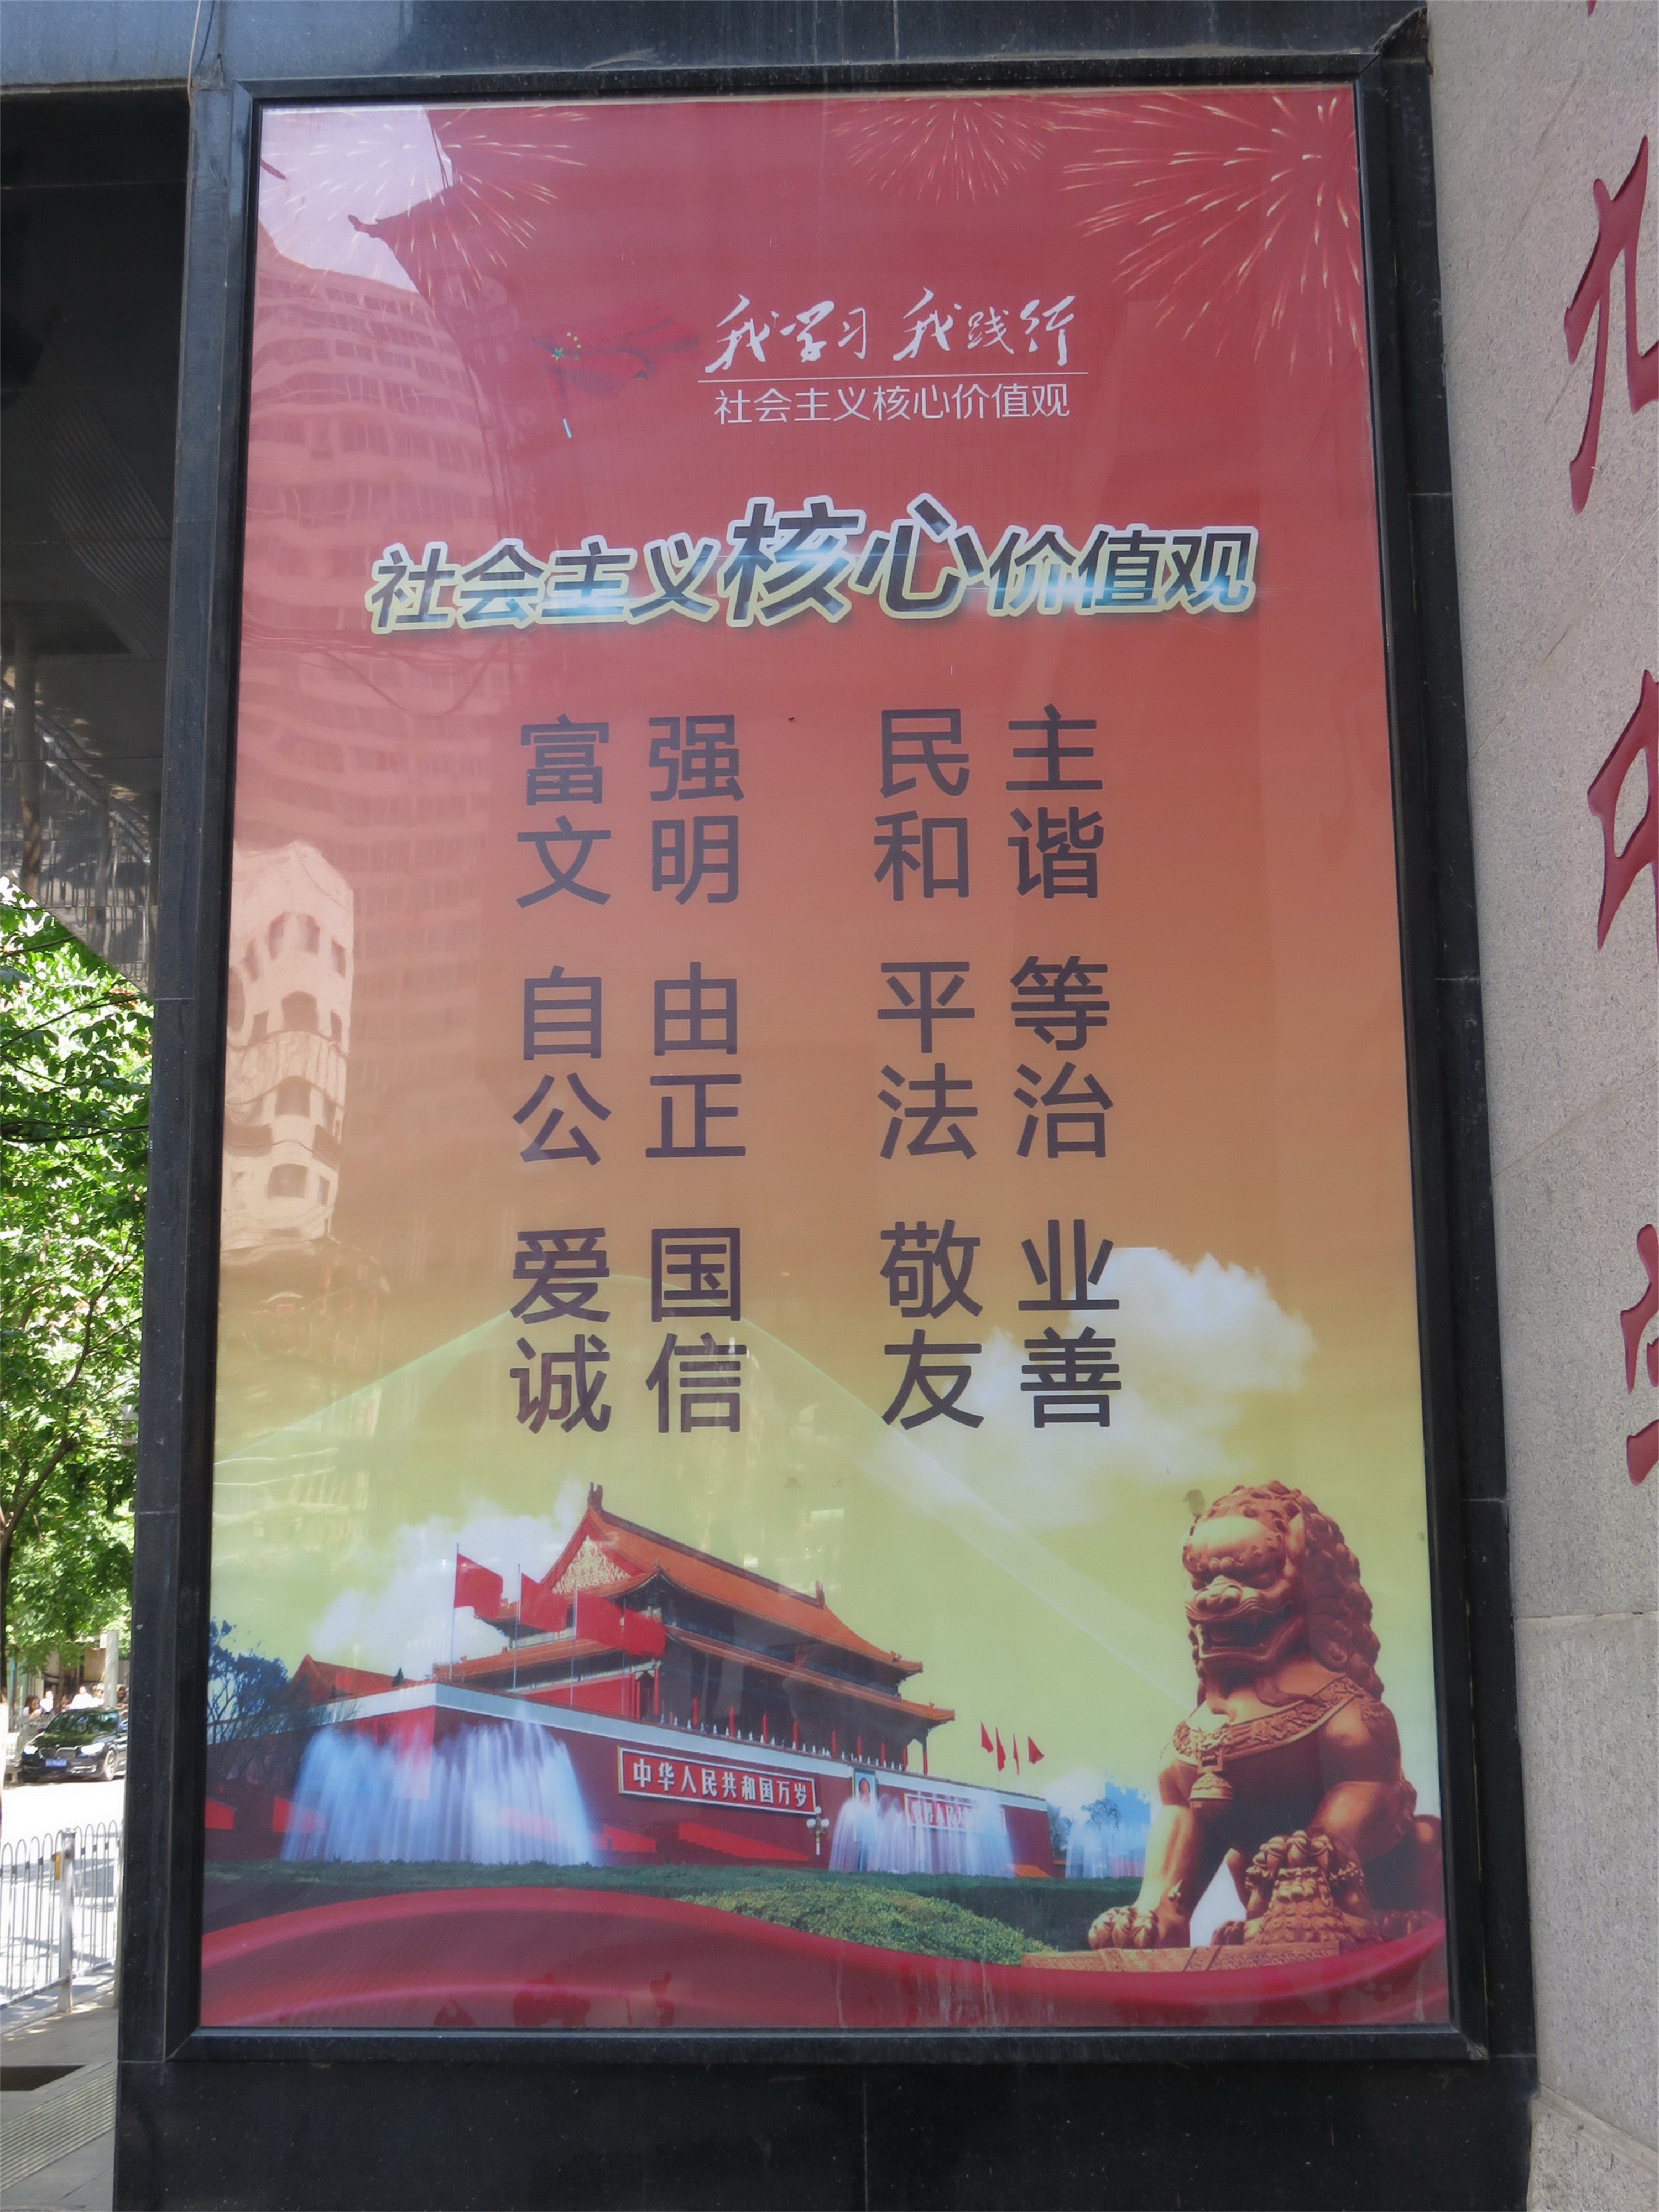 我学习 我践行
社会主义核心价值观
社会主义核心价值观
富强 民主
文明 和谐
自由 平等
公正 法治
爱国 敬业
诚信 友善
中华人民共和国万岁